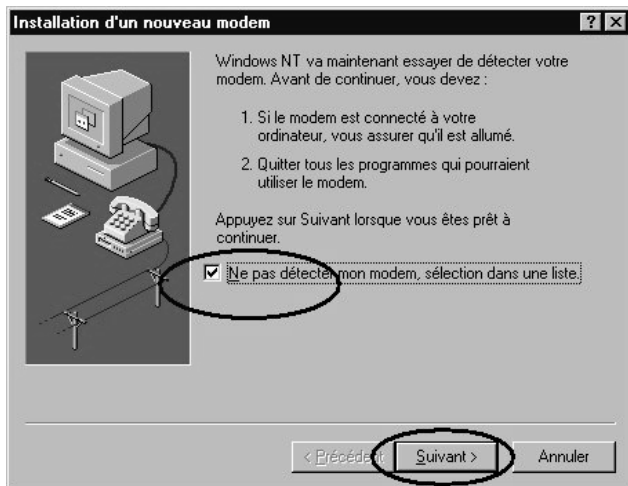 Installation d'un nouveau modem
Windows NT va maintenant essayer de détecter votre
modem. Avant de continuer, vous devez :
1. Si le modem est connecté à votre
ordinateur, vous assurer qu'il est allumé.
2. Quitter tous les programmes qui pourraient
utiliser le modem.
Appuyez sur Suivant lorsque vous êtes prêt à
continuer.
Ne pas détecter mon modem, sélection dans une liste.
< Précédent Suivant > Annuler